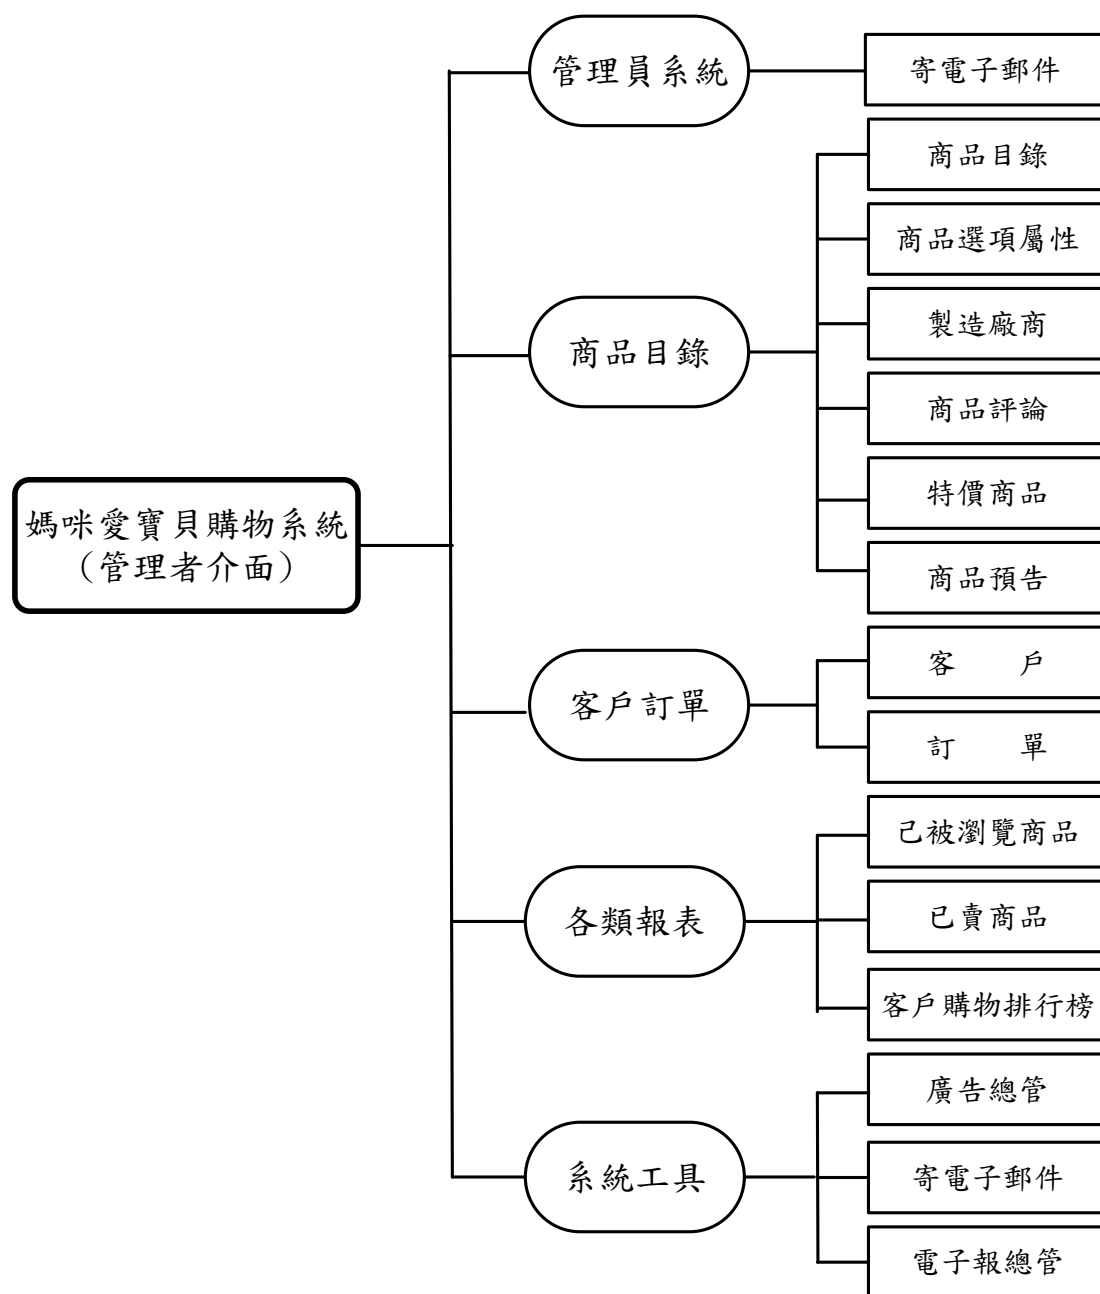 媽咪愛寶貝購物系統
（管理者介面）
管理員系統
寄電子郵件
商品目錄
商品目錄
商品選項屬性
製造廠商
商品評論
特價商品
商品預告
客戶訂單
客　　戶
訂　　單
各類報表
己被瀏覽商品
已賣商品
客戶購物排行榜
系統工具
廣告總管
寄電子郵件
電子報總管